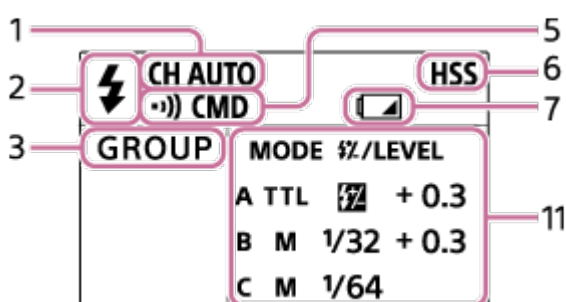 1
5
2
CH AUTO
HSS
6
CMD
7
3
GROUP
MODE /LEVEL
A TTL + 0.3
11
B M 1/32 + 0.3
C M 1/64